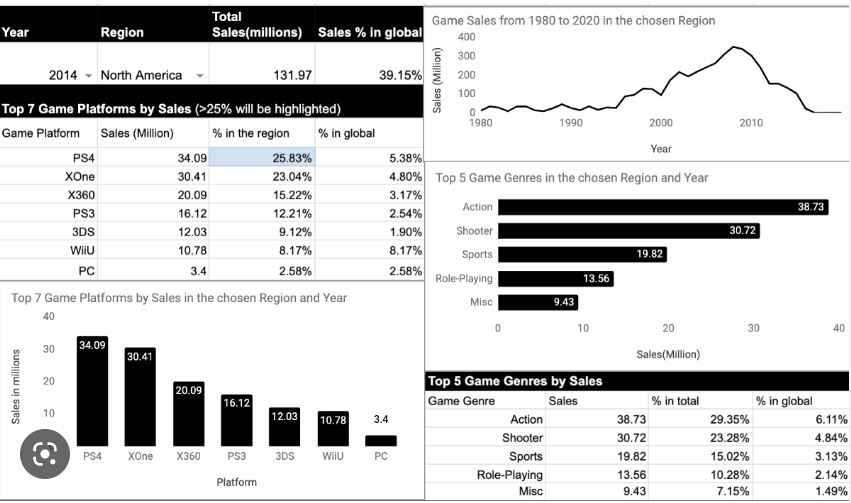 Year Region Total Sales(millions) Sales % in global
2014 North America 131.97 39.15%
Top 7 Game Platforms by Sales (>25% will be highlighted)
Game Platform Sales (Million) % in the region % in global
PS4 34.09 25.83% 5.38%
XOne 30.41 23.04% 4.80%
X360 20.09 15.22% 3.17%
PS3 16.12 12.21% 2.54%
3DS 12.03 9.12% 1.90%
WiiU 10.78 8.17% 8.17%
PC 3.4 2.58% 2.58%
Top 7 Game Platforms by Sales in the chosen Region and Year
Sales in millions
40
30
20
10
34.09
30.41
20.09
16.12
12.03
10.78
3.4
PS4 XOne X360 PS3 3DS WiiU PC
Platform
Game Sales from 1980 to 2020 in the chosen Region
Sales (Million)
400
300
200
100
0
1980 1990 2000 2010
Year
Top 5 Game Genres in the chosen Region and Year
Action 38.73
Shooter 30.72
Sports 19.82
Role-Playing 13.56
Misc 9.43
0 10 20 30 40
Sales(Million)
Top 5 Game Genres by Sales
Game Genre Sales % in total % in global
Action 38.73 29.35% 6.11%
Shooter 30.72 23.28% 4.84%
Sports 19.82 15.02% 3.13%
Role-Playing 13.56 10.28% 2.14%
Misc 9.43 7.15% 1.49%